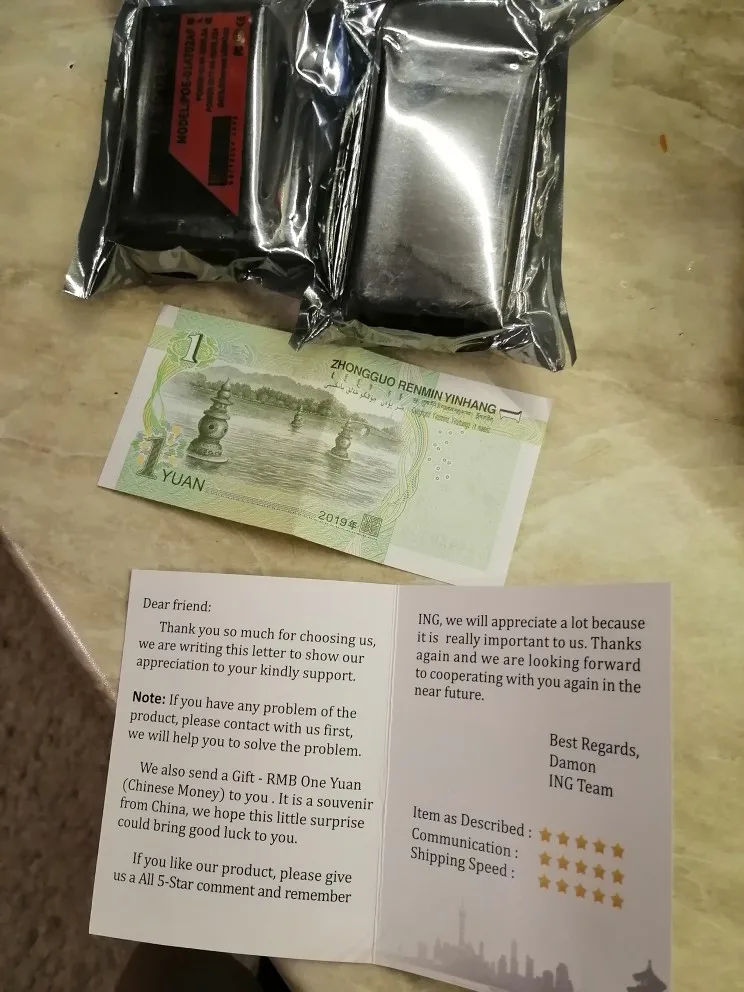 MODEL:POE-01AT02AF
1
ZHONGGUO RENMIN YINHANG
1
1 YUAN
2019年
Dear friend:
Thank you so much for choosing us,
we are writing this letter to show our
appreciation to your kindly support.
Note: If you have any problem of the
product, please contact with us first,
we will help you to solve the problem.
We also send a Gift - RMB One Yuan
(Chinese Money) to you . It is a souvenir
from China, we hope this little surprise
could bring good luck to you.
If you like our product, please give
us a All 5-Star comment and remember
ING, we will appreciate a lot because
it is really important to us. Thanks
again and we are looking forward
to cooperating with you again in the
near future.
Best Regards,
Damon
ING Team
Item as Described :
Communication :
Shipping Speed :